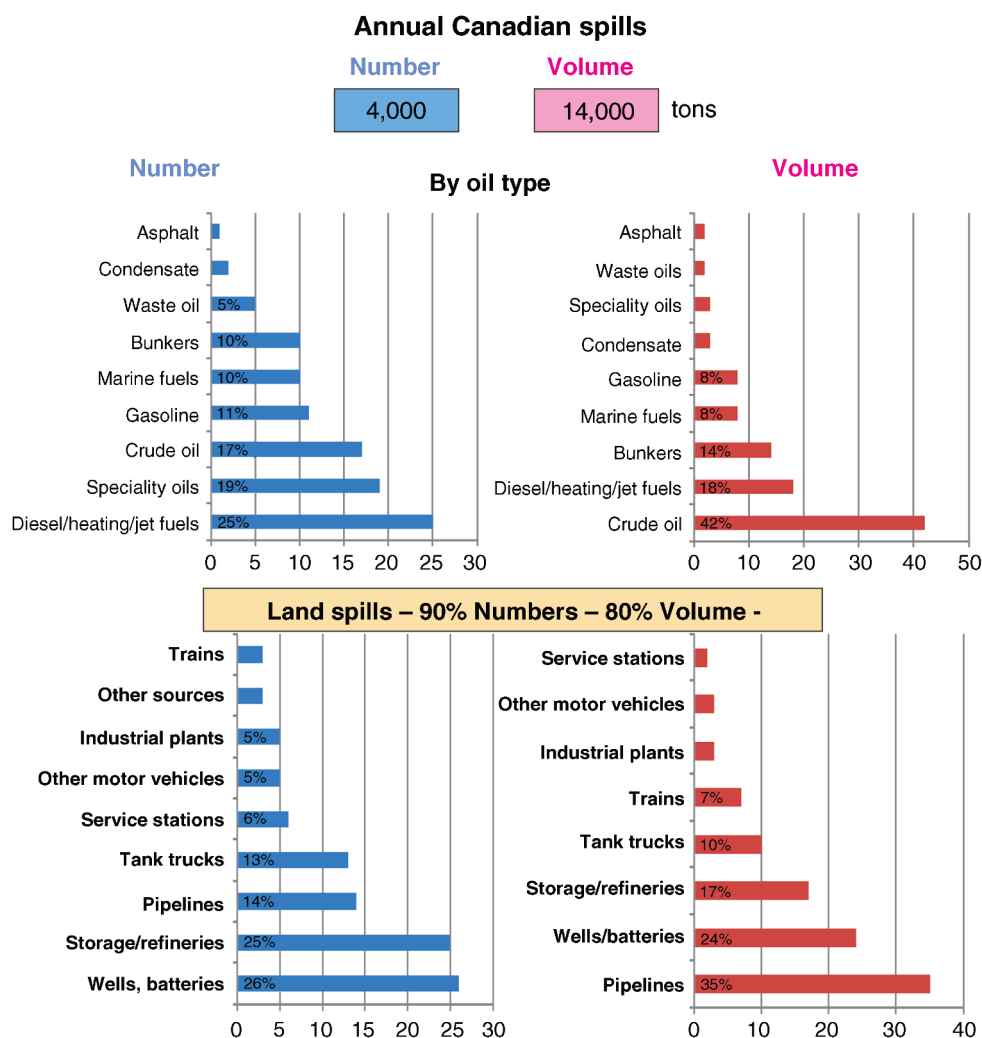 Annual Canadian spills
Number
Volume
4,000
14,000
tons
Number
Volume
By oil type
Asphalt
Condensate
Waste oil
5%
Bunkers
10%
Marine fuels
10%
Gasoline
11%
Crude oil
17%
Speciality oils
19%
Diesel/heating/jet fuels
25%
0 5 10 15 20 25 30
Asphalt
Waste oils
Speciality oils
Condensate
Gasoline
8%
Marine fuels
8%
Bunkers
14%
Diesel/heating/jet fuels
18%
Crude oil
42%
0 10 20 30 40 50
Land spills – 90% Numbers – 80% Volume -
Trains
Other sources
Industrial plants
5%
Other motor vehicles
5%
Service stations
6%
Tank trucks
13%
Pipelines
14%
Storage/refineries
25%
Wells, batteries
26%
0 5 10 15 20 25 30
Service stations
Other motor vehicles
Industrial plants
Trains
7%
Tank trucks
10%
Storage/refineries
17%
Wells/batteries
24%
Pipelines
35%
0 10 20 30 40